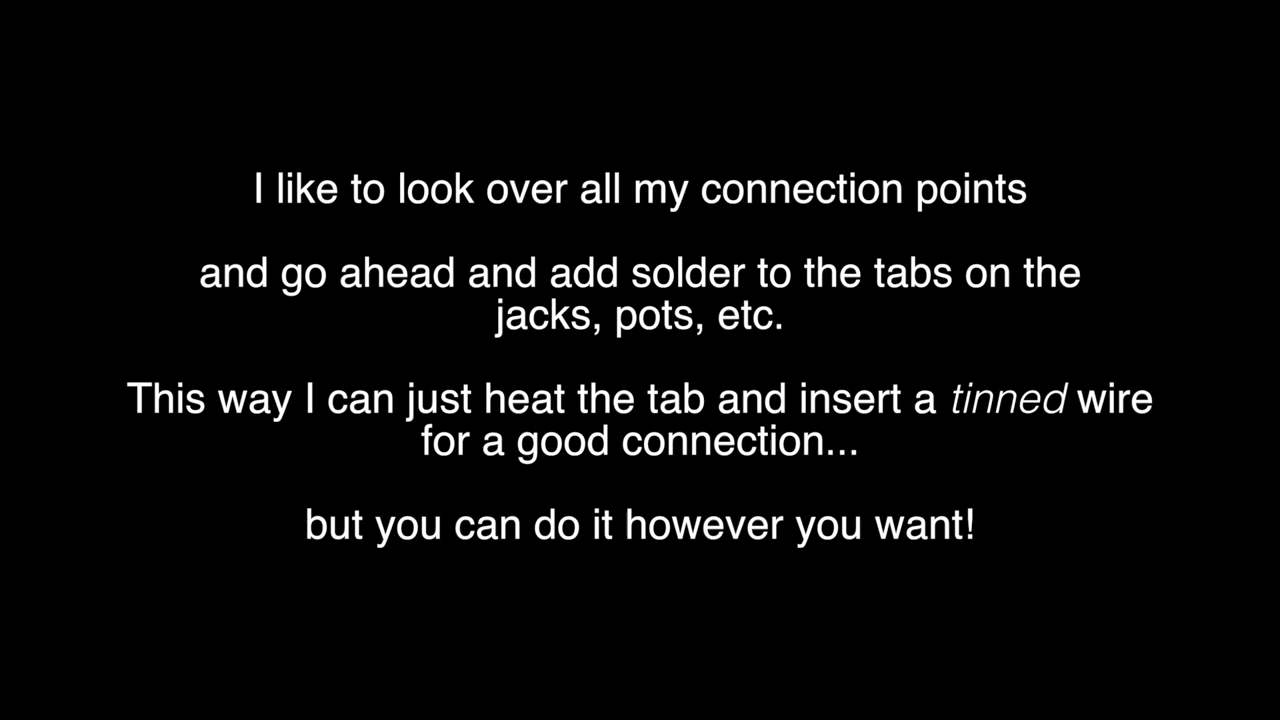 I like to look over all my connection points
and go ahead and add solder to the tabs on the
jacks, pots, etc.
This way I can just heat the tab and insert a tinned wire
for a good connection...
but you can do it however you want!